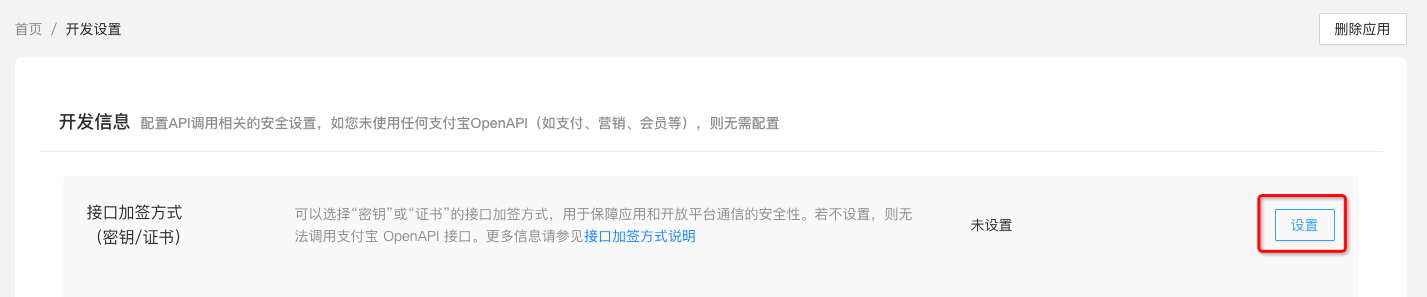 首页 / 开发设置
删除应用
开发信息 配置API调用相关的安全设置，如您未使用任何支付宝OpenAPI（如支付、营销、会员等），则无需配置
接口加签方式
（密钥/证书）
可以选择“密钥”或“证书”的接口加签方式，用于保障应用和开放平台通信的安全性。若不设置，则无
法调用支付宝 OpenAPI 接口。更多信息请参见接口加签方式说明
未设置
设置